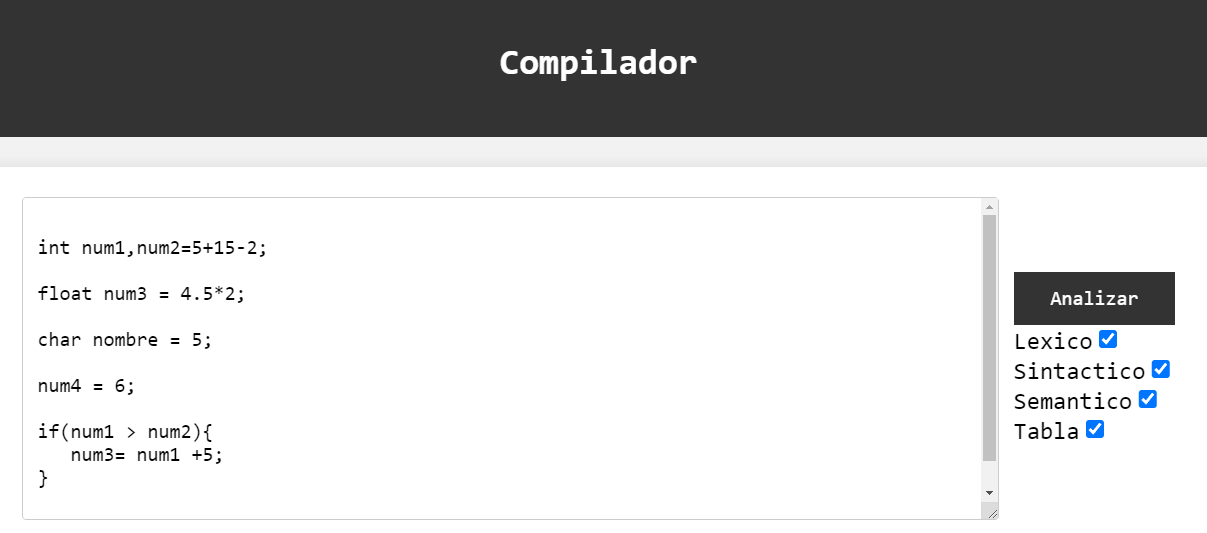 Compilador
int num1,num2=5+15-2;
float num3 = 4.5*2;
char nombre = 5;
num4 = 6;
if(num1 > num2){
   num3= num1 +5;
}
Analizar
Lexico
Sintactico
Semantico
Tabla